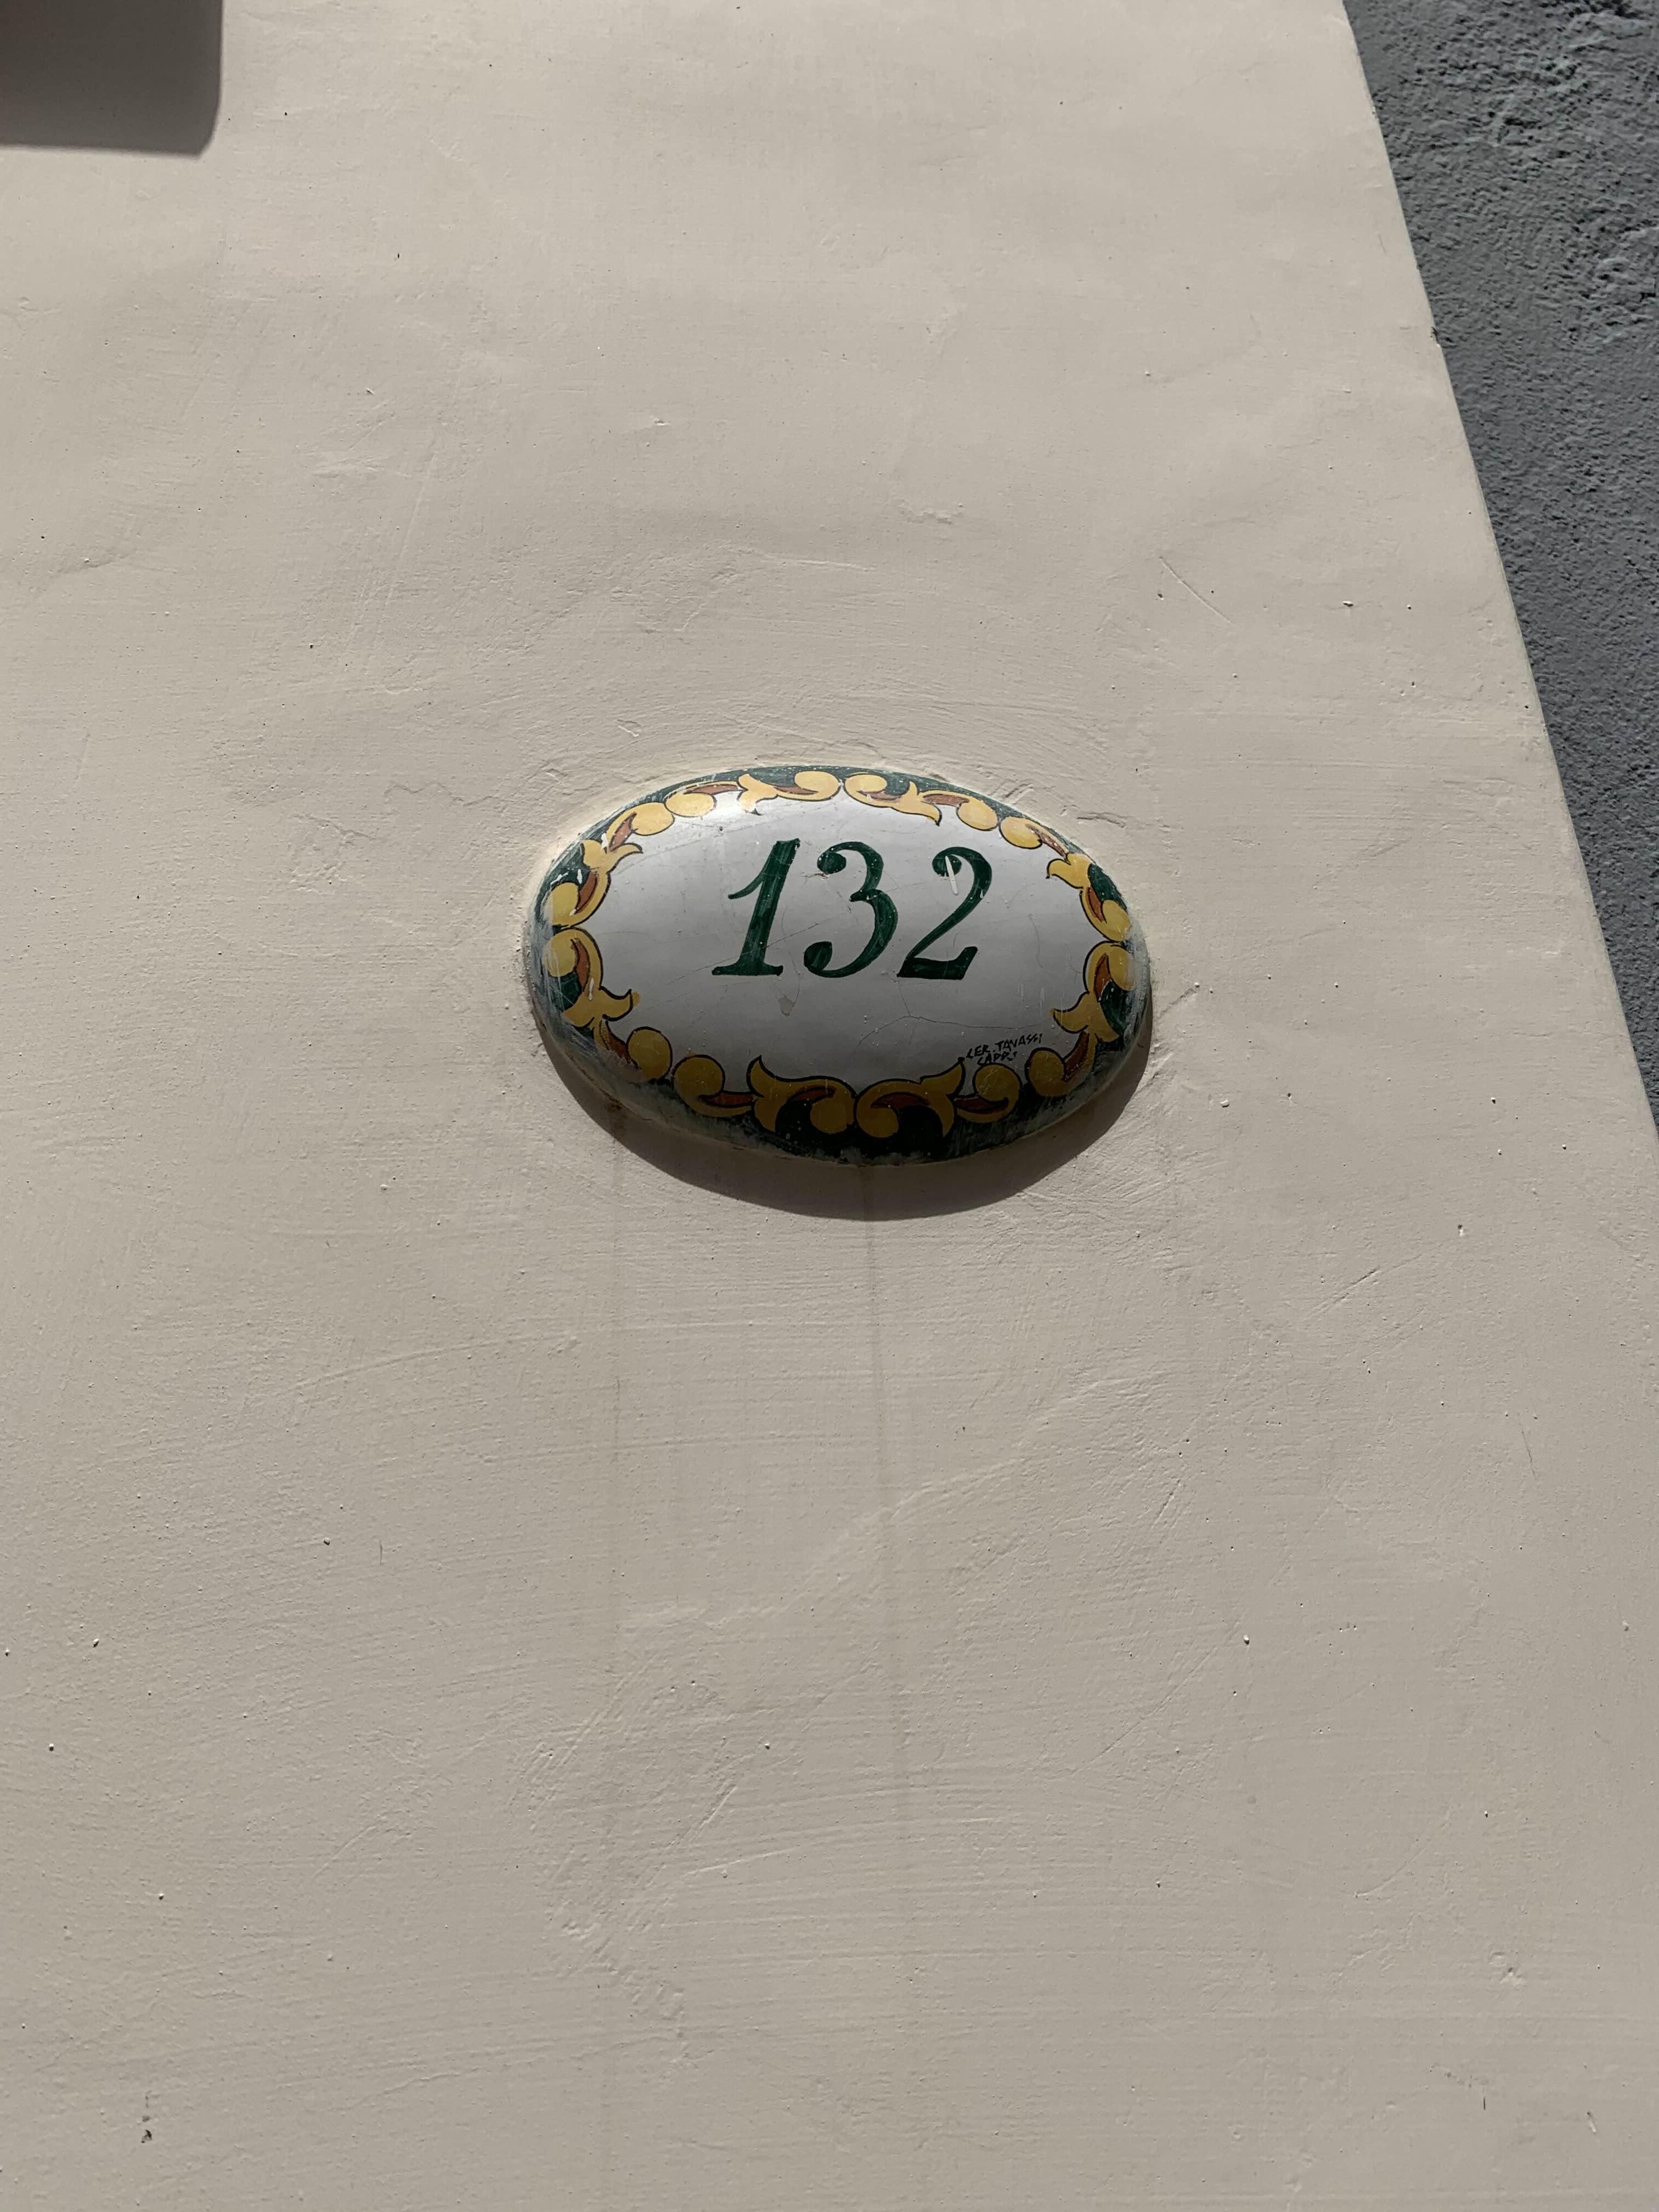 132
CER. TAVASSI
CAPRI